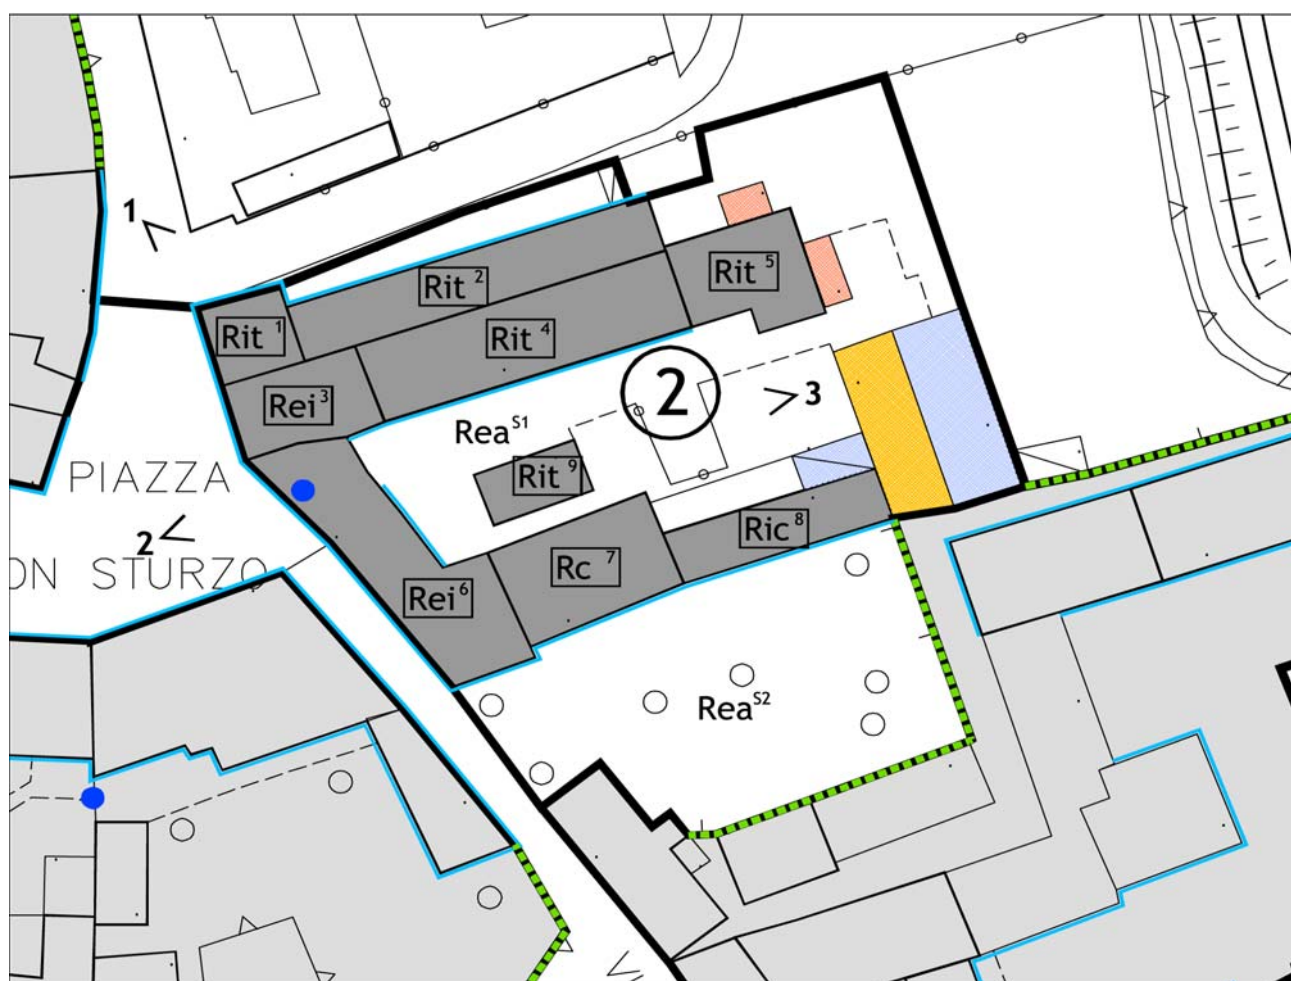 1
Rit 2
Rit 5
Rit 1
Rit 4
Rei 3
2
3
Rea S1
PIAZZA
Rit 9
2
Ric 8
ON STURZO
Rc 7
Rei 6
Rea S2